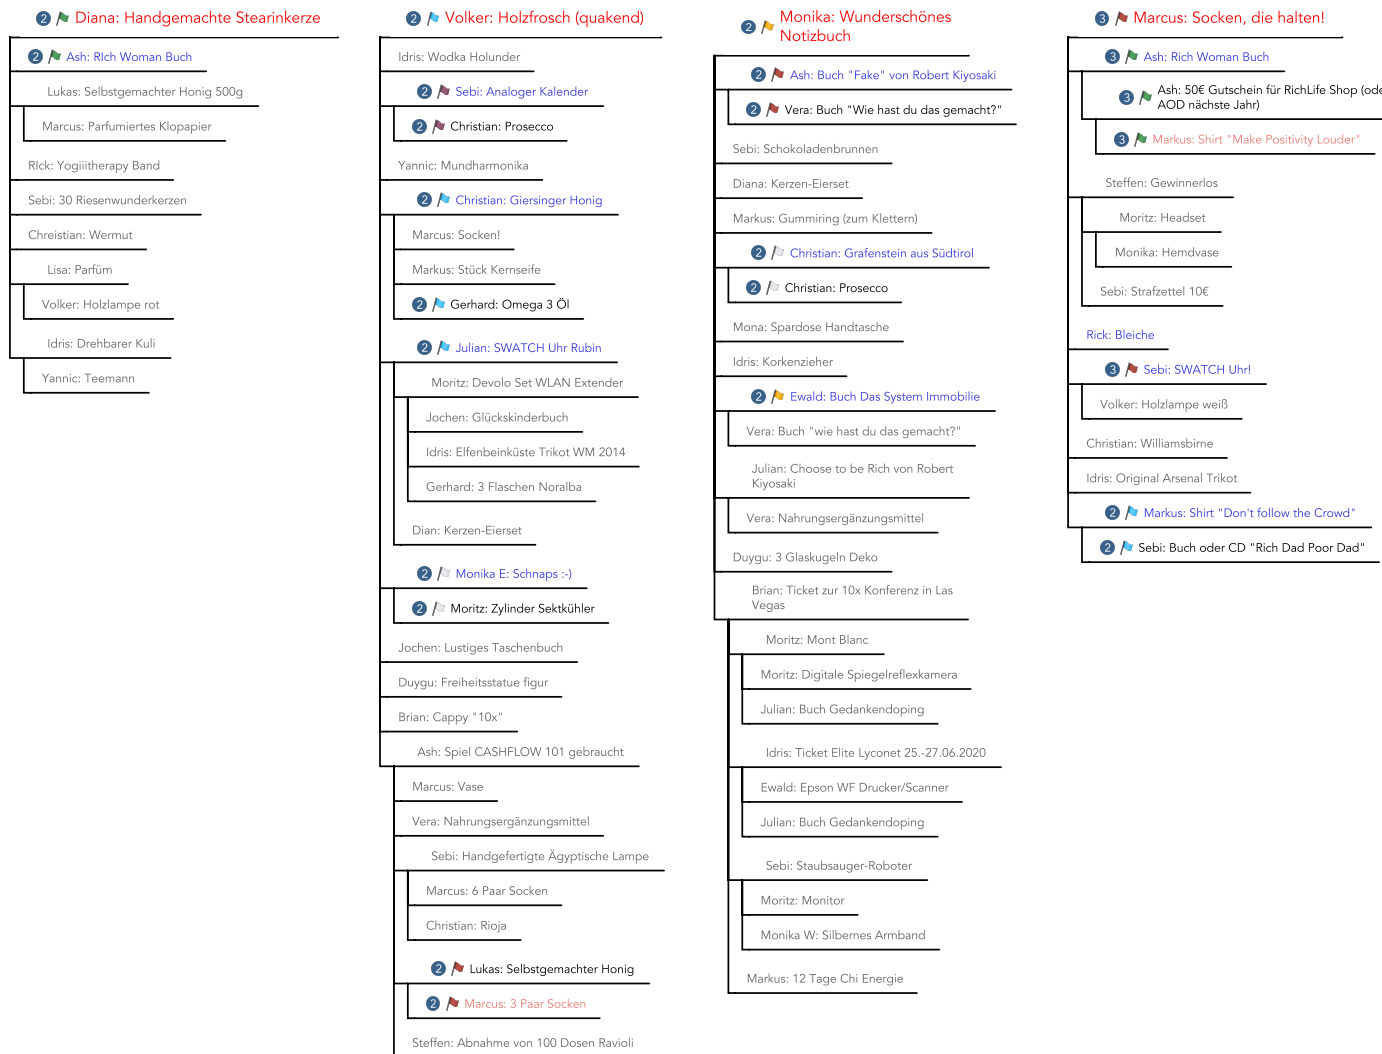 2 Diana: Handgemachte Stearinkerze
2 Ash: RIch Woman Buch
Lukas: Selbstgemachter Honig 500g
Marcus: Parfumiertes Klopapier
RIck: Yogiiitherapy Band
Sebi: 30 Riesenwunderkerzen
Chreistian: Wermut
Lisa: Parfüm
Volker: Holzlampe rot
Idris: Drehbarer Kuli
Yannic: Teemann
2 Volker: Holzfrosch (quakend)
Idris: Wodka Holunder
2 Sebi: Analoger Kalender
2 Christian: Prosecco
Yannic: Mundharmonika
2 Christian: Giersinger Honig
Marcus: Socken!
Markus: Stück Kernseife
2 Gerhard: Omega 3 Öl
2 Julian: SWATCH Uhr Rubin
Moritz: Devolo Set WLAN Extender
Jochen: Glückskinderbuch
Idris: Elfenbeinküste Trikot WM 2014
Gerhard: 3 Flaschen Noralba
Dian: Kerzen-Eierset
2 Monika E: Schnaps :-)
2 Moritz: Zylinder Sektkühler
Jochen: Lustiges Taschenbuch
Duygu: Freiheitsstatue figur
Brian: Cappy "10x"
Ash: Spiel CASHFLOW 101 gebraucht
Marcus: Vase
Vera: Nahrungsergänzungsmittel
Sebi: Handgefertigte Ägyptische Lampe
Marcus: 6 Paar Socken
Christian: Rioja
2 Lukas: Selbstgemachter Honig
2 Marcus: 3 Paar Socken
Steffen: Abnahme von 100 Dosen Ravioli
2 Monika: Wunderschönes
Notizbuch
2 Ash: Buch "Fake" von Robert Kiyosaki
2 Vera: Buch "Wie hast du das gemacht?"
Sebi: Schokoladenbrunnen
Diana: Kerzen-Eierset
Markus: Gummiring (zum Klettern)
2 Christian: Grafenstein aus Südtirol
2 Christian: Prosecco
Mona: Spardose Handtasche
Idris: Korkenzieher
2 Ewald: Buch Das System Immobilie
Vera: Buch "wie hast du das gemacht?"
Julian: Choose to be Rich von Robert
Kiyosaki
Vera: Nahrungsergänzungsmittel
Duygu: 3 Glaskugeln Deko
Brian: Ticket zur 10x Konferenz in Las
Vegas
Moritz: Mont Blanc
Moritz: Digitale Spiegelreflexkamera
Julian: Buch Gedankendoping
Idris: Ticket Elite Lyconet 25.-27.06.2020
Ewald: Epson WF Drucker/Scanner
Julian: Buch Gedankendoping
Sebi: Staubsauger-Roboter
Moritz: Monitor
Monika W: Silbernes Armband
Markus: 12 Tage Chi Energie
3 Marcus: Socken, die halten!
3 Ash: Rich Woman Buch
3 Ash: 50€ Gutschein für RichLife Shop (ode
AOD nächste Jahr)
3 Markus: Shirt "Make Positivity Louder"
Steffen: Gewinnerlos
Moritz: Headset
Monika: Hemdvase
Sebi: Strafzettel 10€
Rick: Bleiche
3 Sebi: SWATCH Uhr!
Volker: Holzlampe weiß
Christian: Williamsbirne
Idris: Original Arsenal Trikot
2 Markus: Shirt "Don't follow the Crowd"
2 Sebi: Buch oder CD "Rich Dad Poor Dad"